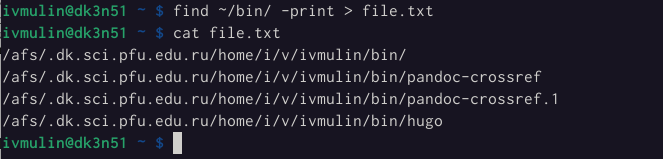 ivmulin@dk3n51 ~ $ find ~/bin/ -print > file.txt
ivmulin@dk3n51 ~ $ cat file.txt
/afs/.dk.sci.pfu.edu.ru/home/i/v/ivmulin/bin/
/afs/.dk.sci.pfu.edu.ru/home/i/v/ivmulin/bin/pandoc-crossref
/afs/.dk.sci.pfu.edu.ru/home/i/v/ivmulin/bin/pandoc-crossref.1
/afs/.dk.sci.pfu.edu.ru/home/i/v/ivmulin/bin/hugo
ivmulin@dk3n51 ~ $